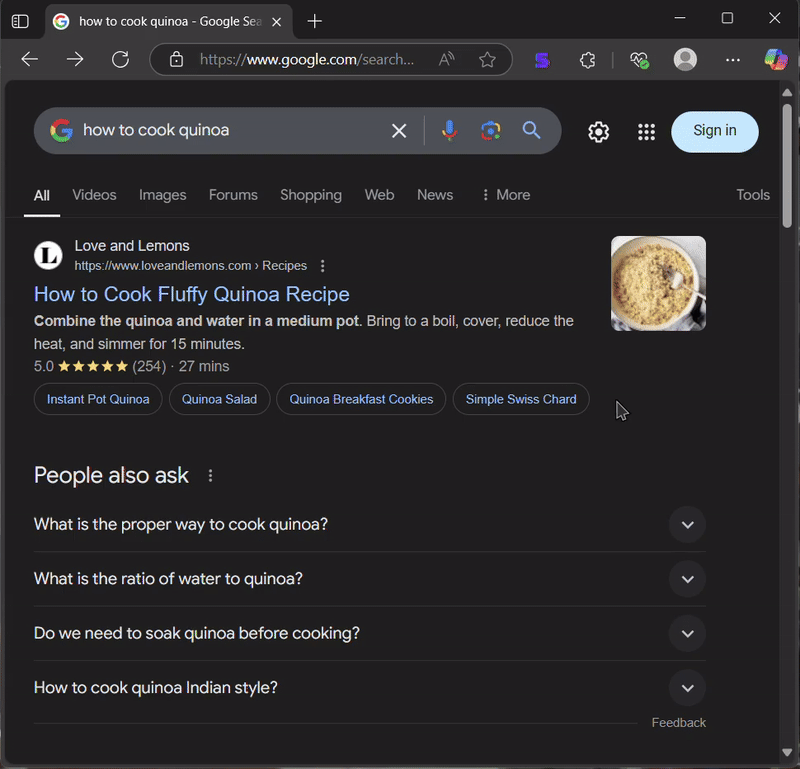 how to cook quinoa - Google Sea
https://www.google.com/search...
how to cook quinoa
Sign in
All Videos Images Forums Shopping Web News More Tools
L
Love and Lemons
https://www.loveandlemons.com › Recipes
How to Cook Fluffy Quinoa Recipe
Combine the quinoa and water in a medium pot. Bring to a boil, cover, reduce the
heat, and simmer for 15 minutes.
5.0 ★★★★★ (254) · 27 mins
Instant Pot Quinoa Quinoa Salad Quinoa Breakfast Cookies Simple Swiss Chard
People also ask
What is the proper way to cook quinoa?
What is the ratio of water to quinoa?
Do we need to soak quinoa before cooking?
How to cook quinoa Indian style?
Feedback